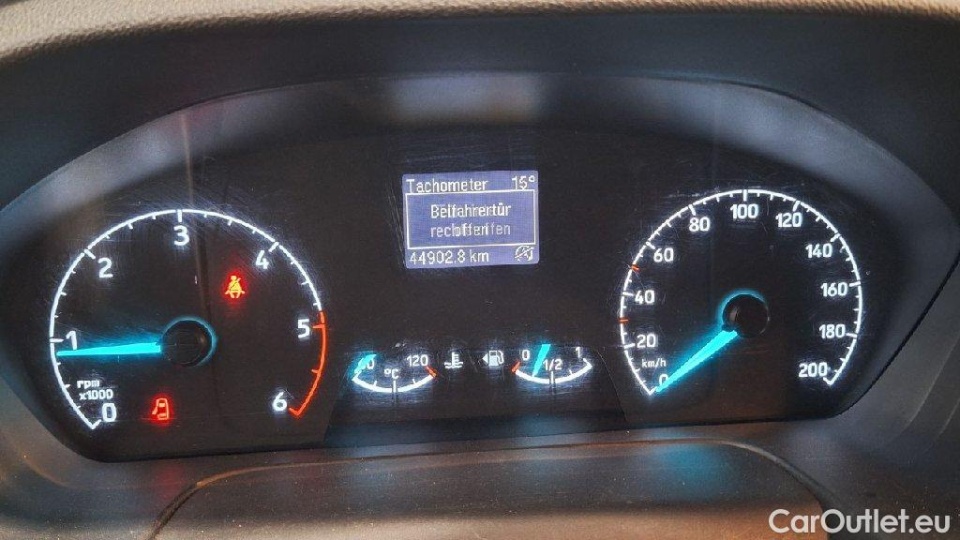 Tachometer 15°
Beifahrertür
44902.8 km
0 1 2 3 4 5 6
rpm
x1000
60 120
°C
0 1/2 1
0 20 40 60 80 100 120 140 160 180 200
km/h
CarOutlet.eu